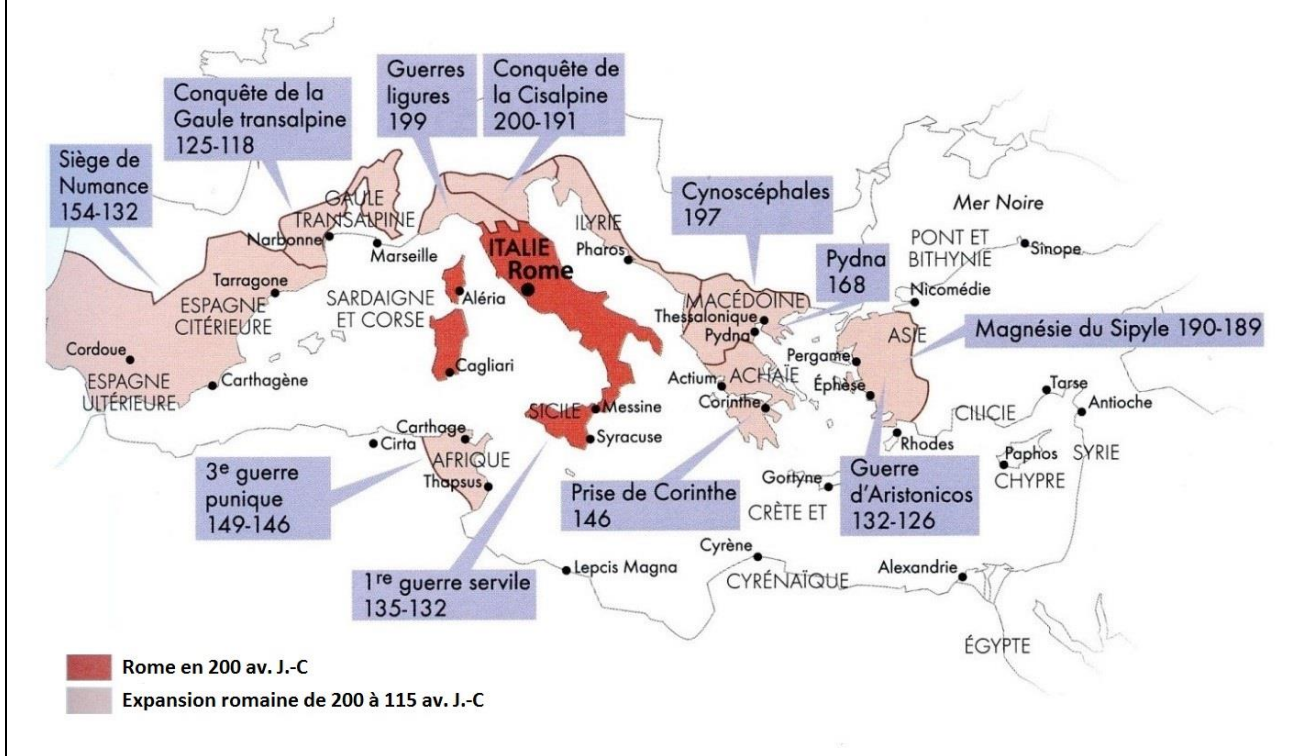 Guerres
ligures
199
Conquête de
la Cisalpine
200-191
Conquête de la
Gaule transalpine
125-118
Siège de
Numance
154-132
Cynoscéphales
197
Mer Noire
Pydna
168
PONT ET
BITHYNIE
Sinope
Nicomédie
GAULE
TRANSALPINE
Narbonne
Marseille
ITALIE
Rome
ILYRIE
Pharos
Tarragone
ESPAGNE
CITÉRIEURE
SARDAIGNE
ET CORSE
Aléria
MACÉDOINE
Thessalonique
Pydna
ASIE
Magnésie du Sipyle 190-189
Pergame
Cordoue
ESPAGNE
ULTÉRIEURE
Carthagène
Cagliari
Actium
ACHAÏE
Corinthe
Éphèse
CILICIE
Tarse
Antioche
SICILE
Messine
Syracuse
Carthage
Cirta
AFRIQUE
Thapsus
Rhodes
Paphos
CHYPRE
SYRIE
3e guerre
punique
149-146
Prise de Corinthe
146
Gortyne
CRÈTE ET
Guerre
d'Aristonicos
132-126
1re guerre servile
135-132
Lepcis Magna
Cyrène
CYRÉNAÏQUE
Alexandrie
ÉGYPTE
Rome en 200 av. J.-C
Expansion romaine de 200 à 115 av. J.-C